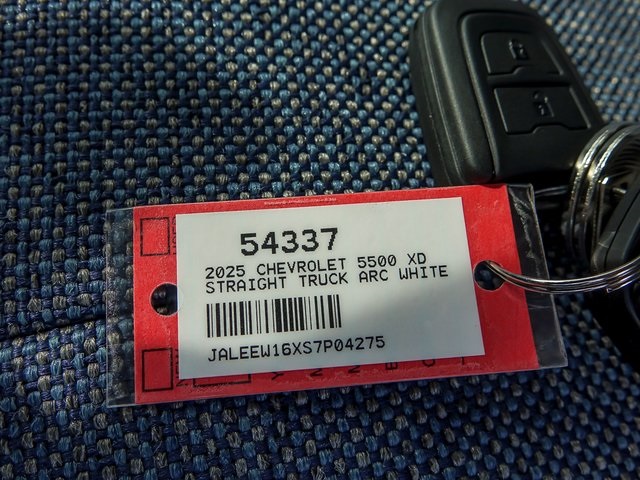 54337
2025 CHEVROLET 5500 XD
STRAIGHT TRUCK ARC WHITE
JALEEW16XS7P04275